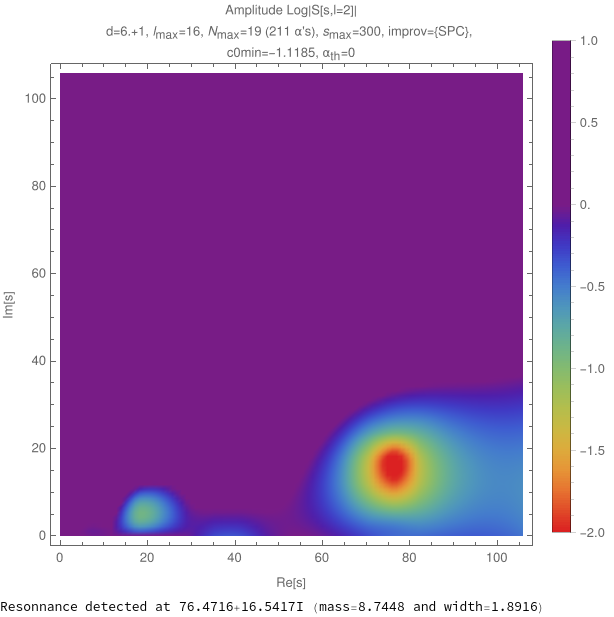 Amplitude Log|S[s,l=2]|
d=6.+1, lmax=16, Nmax=19 (211 α's), smax=300, improv={SPC},
c0min=−1.1185, αth=0
100
80
60
40
20
0
Im[s]
0 20 40 60 80 100
Re[s]
1.0
0.5
0.
−0.5
−1.0
−1.5
−2.0
Resonnance detected at 76.4716+16.5417I (mass=8.7448 and width=1.8916)